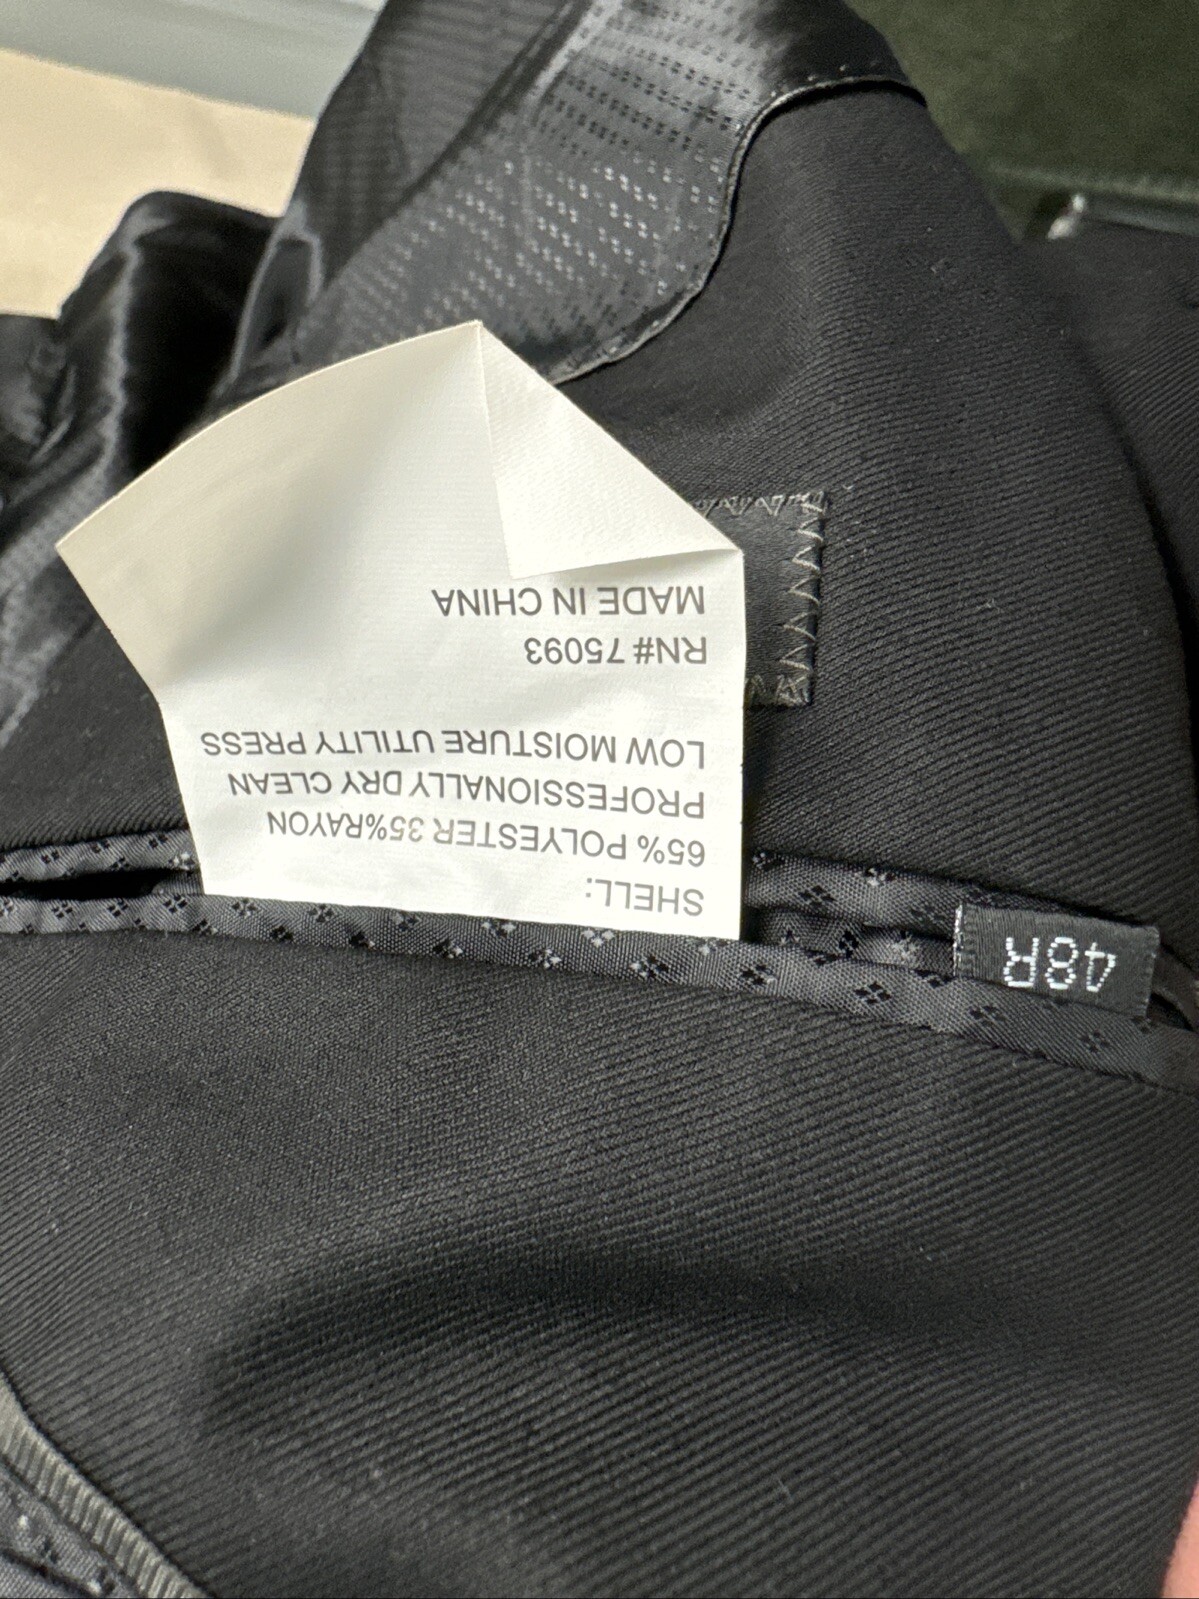 SHELL:
65% POLYESTER 35%RAYON
PROFESSIONALLY DRY CLEAN
LOW MOISTURE UTILITY PRESS
RN# 75093
MADE IN CHINA
48R